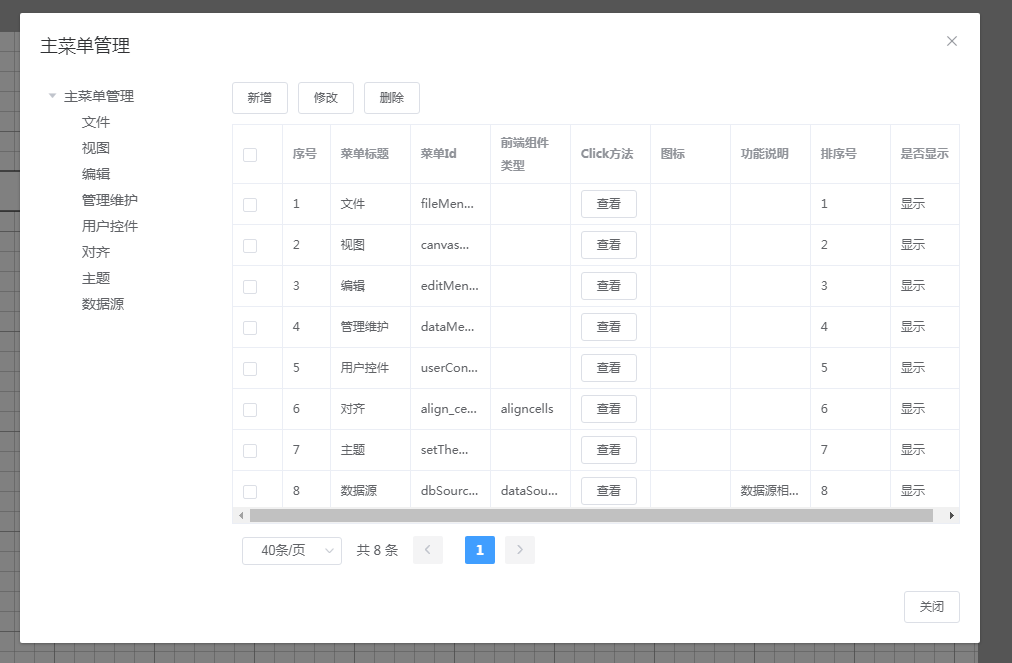 主菜单管理
主菜单管理
文件
视图
编辑
管理维护
用户控件
对齐
主题
数据源
新增 修改 删除
序号 菜单标题 菜单Id 前端组件类型 Click方法 图标 功能说明 排序号 是否显示
1 文件 fileMen... 查看 1 显示
2 视图 canvas... 查看 2 显示
3 编辑 editMen... 查看 3 显示
4 管理维护 dataMe... 查看 4 显示
5 用户控件 userCon... 查看 5 显示
6 对齐 align_ce... aligncells 查看 6 显示
7 主题 setThe... 查看 7 显示
8 数据源 dbSourc... dataSou... 查看 数据源相... 8 显示
40条/页 共 8 条 1
关闭